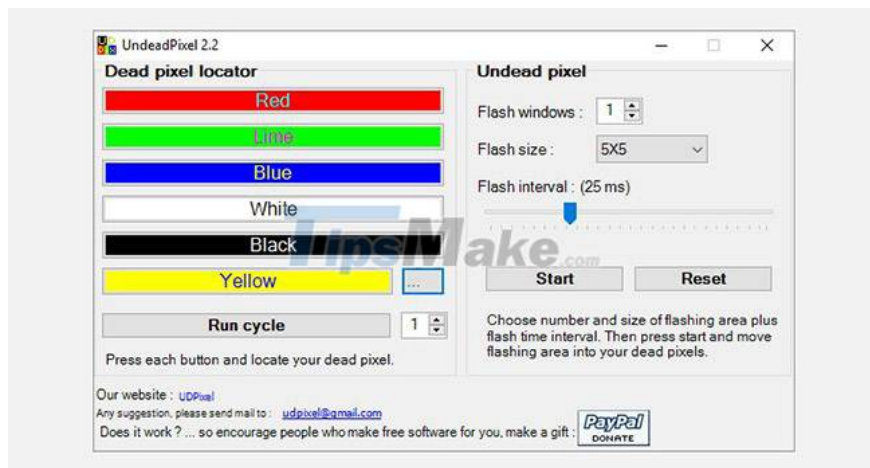 UndeadPixel 2.2
Dead pixel locator
Red
Lime
Blue
White
Black
Yellow
...
Run cycle
1
Press each button and locate your dead pixel.
Undead pixel
Flash windows :
1
Flash size :
5X5
Flash interval : (25 ms)
Start
Reset
Choose number and size of flashing area plus
flash time interval. Then press start and move
flashing area into your dead pixels.
TipsMake.com
Our website : UDPixel
Any suggestion, please send mail to : udpixel@gmail.com
Does it work ? ... so encourage people who make free software for you, make a gift :
PayPal
DONATE